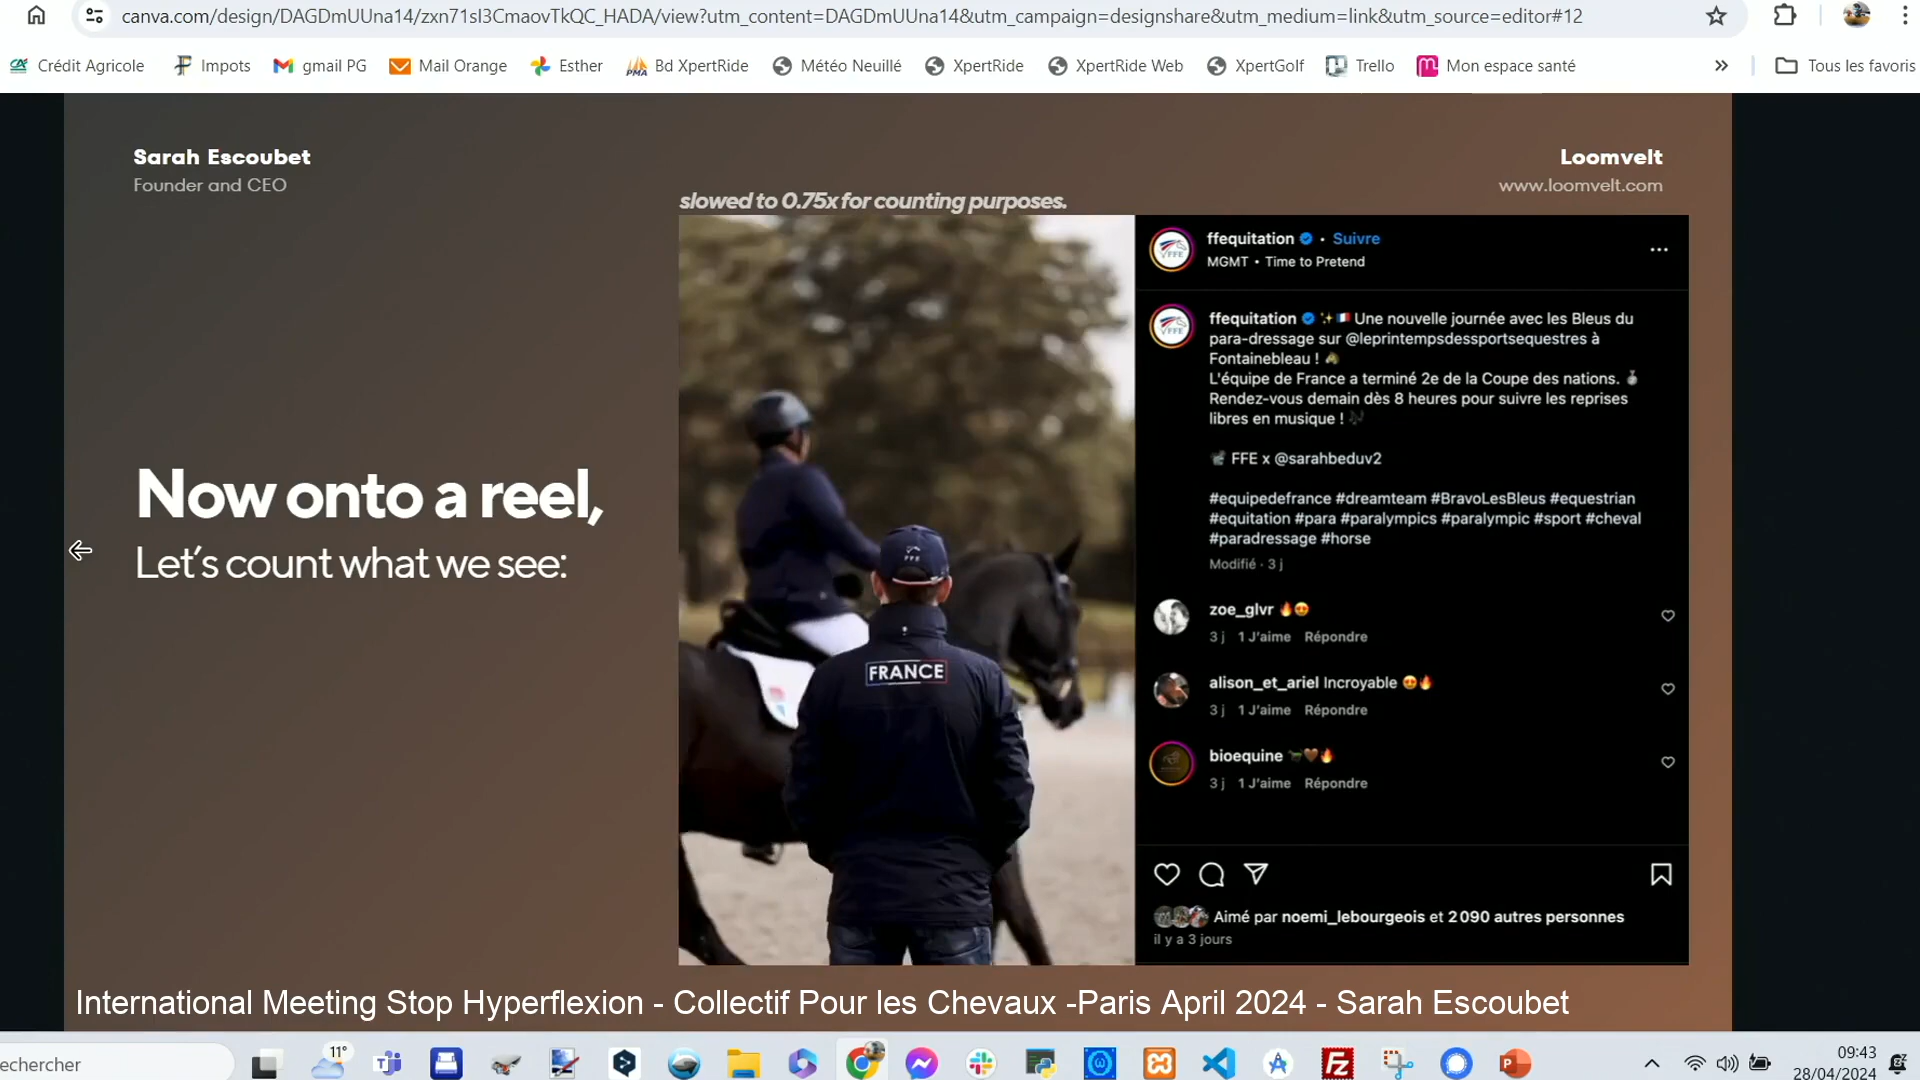 canva.com/design/DAGDmUUna14/zxn71sI3CmaovTkQC_HADA/view?utm_content=DAGDmUUna14&utm_campaign=designshare&utm_medium=link&utm_source=editor#12
Crédit Agricole Impots gmail PG Mail Orange Esther Bd XpertRide Météo Neuillé XpertRide XpertRide Web XpertGolf Trello Mon espace santé » Tous les favoris
Sarah Escoubet
Founder and CEO
Loomvelt
www.loomvelt.com
slowed to 0.75x for counting purposes.
Now onto a reel,
Let's count what we see:
FFE
FRANCE
ffequitation • Suivre
MGMT • Time to Pretend
ffequitation ✨🇫🇷 Une nouvelle journée avec les Bleus du
para-dressage sur @leprintempsdessportsequestres à
Fontainebleau !
L'équipe de France a terminé 2e de la Coupe des nations.
Rendez-vous demain dès 8 heures pour suivre les reprises
libres en musique !
FFE x @sarahbeduv2
#equipedefrance #dreamteam #BravoLesBleus #equestrian
#equitation #para #paralympics #paralympic #sport #cheval
#paradressage #horse
Modifié · 3 j
zoe_glvr 🔥😍
3 j 1 J'aime Répondre
alison_et_ariel Incroyable 😍🔥
3 j 1 J'aime Répondre
bioequine 🐎🤎🔥
3 j 1 J'aime Répondre
Aimé par noemi_lebourgeois et 2 090 autres personnes
il y a 3 jours
International Meeting Stop Hyperflexion - Collectif Pour les Chevaux -Paris April 2024 - Sarah Escoubet
echercher
11°
09:43
28/04/2024